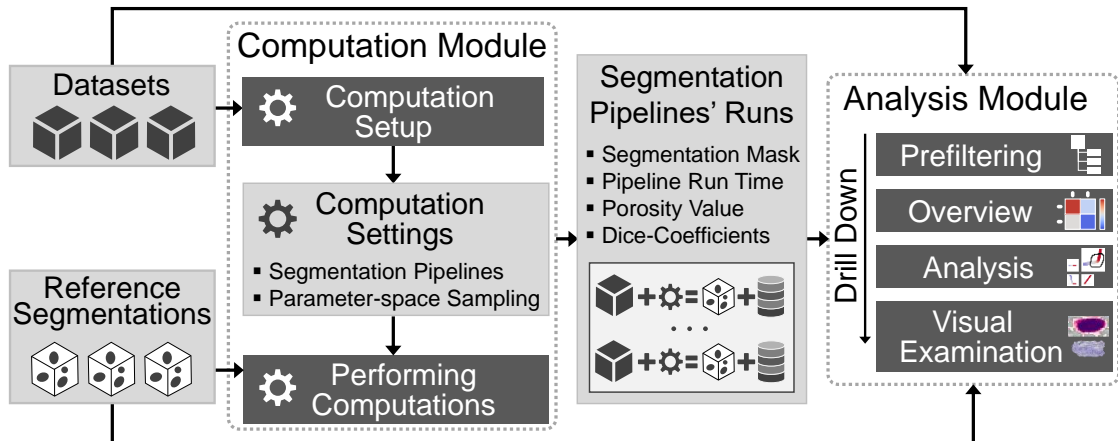 Datasets
Reference
Segmentations
Computation Module
Computation
Setup
Computation
Settings
▪ Segmentation Pipelines
▪ Parameter-space Sampling
Performing
Computations
Segmentation
Pipelines' Runs
▪ Segmentation Mask
▪ Pipeline Run Time
▪ Porosity Value
▪ Dice-Coefficients
+ = +
. . .
+ = +
Analysis Module
Drill Down
Prefiltering
Overview
Analysis
Visual
Examination